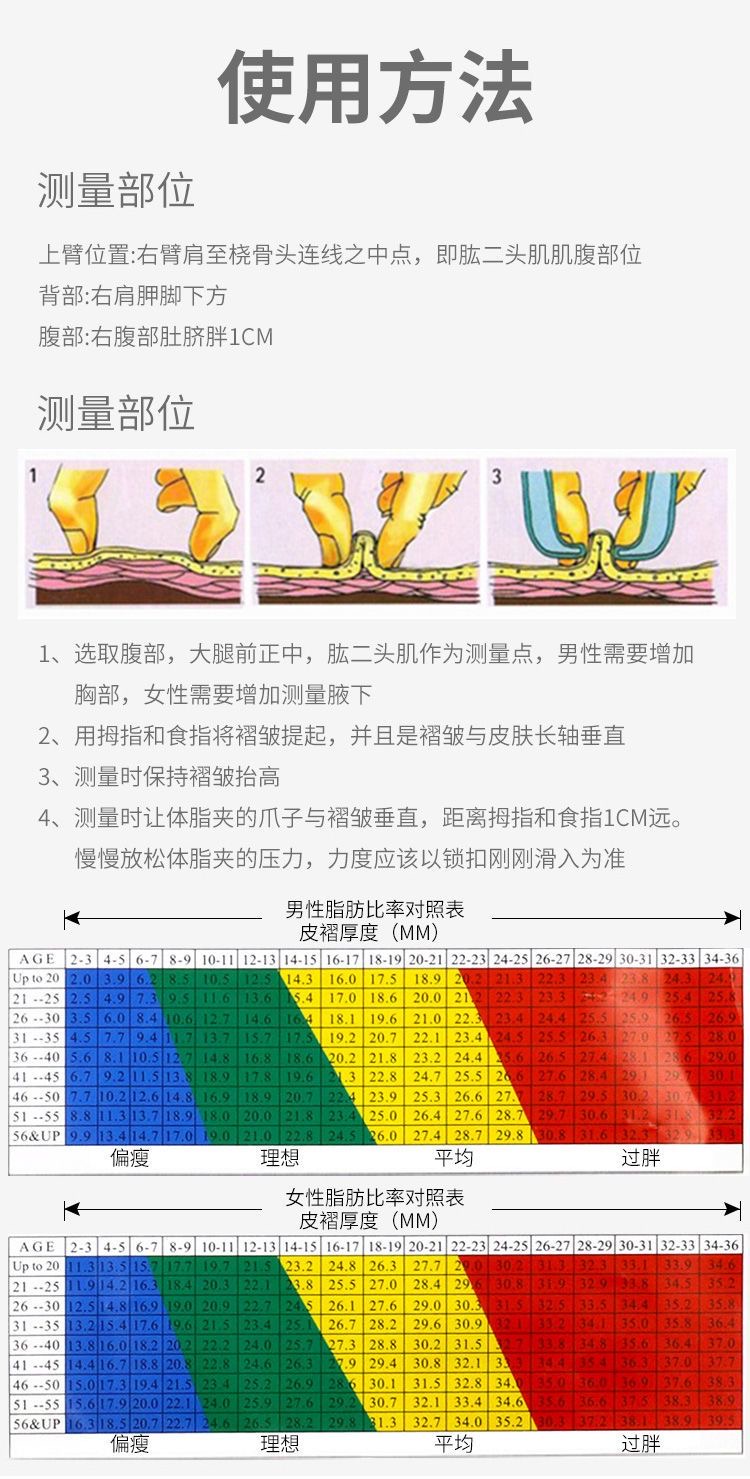 使用方法
测量部位
上臂位置:右臂肩至桡骨头连线之中点，即肱二头肌肌腹部位
背部:右肩胛脚下方
腹部:右腹部肚脐胖1CM
测量部位
1 2 3
1、选取腹部，大腿前正中，肱二头肌作为测量点，男性需要增加
胸部，女性需要增加测量腋下
2、用拇指和食指将褶皱提起，并且是褶皱与皮肤长轴垂直
3、测量时保持褶皱抬高
4、测量时让体脂夹的爪子与褶皱垂直，距离拇指和食指1CM远。
慢慢放松体脂夹的压力，力度应该以锁扣刚刚滑入为准
男性脂肪比率对照表
皮褶厚度（MM）
AGE 2-3 4-5 6-7 8-9 10-11 12-13 14-15 16-17 18-19 20-21 22-23 24-25 26-27 28-29 30-31 32-33 34-36
Up to 20 2.0 3.9 6.2 8.5 10.5 12.5 14.3 16.0 17.5 18.9 20.2 21.3 22.3 23.8 24.3
21 --25 2.5 4.9 7.3 9.5 11.6 13.6 15.4 17.0 18.6 20.0 21.2 22.3 23.3 24.9 25.4 25.8
26 --30 3.5 6.0 8.4 10.6 12.7 14.6 16.4 18.1 19.6 21.0 22.3 23.4 24.4 25.5 25.9 26.5 26.9
31 --35 4.5 7.7 9.4 11.7 13.7 15.7 17.5 19.2 20.7 22.1 23.4 24.5 25.5 26.3 27.0 27.5 28.0
36 --40 5.6 8.1 10.5 12.7 14.8 16.8 18.6 20.2 21.8 23.2 24.4 25.6 26.5 27.4 28.1 28.6 29.0
41 --45 6.7 9.2 11.5 13.8 18.9 17.8 19.6 21.3 22.8 24.7 25.5 27.6 28.4 29.1 29.7 30.1
46 --50 7.7 10.2 12.6 14.8 16.9 18.9 20.7 22.4 23.9 25.3 26.6 27.7 28.7 29.5 30.2 30.7 31.2
51 --55 8.8 11.3 13.7 18.9 18.0 20.0 21.8 23.4 25.0 26.4 27.6 28.7 29.7 30.6 31.2 31.8 32.2
56&UP 9.9 13.4 14.7 17.0 19.0 21.0 22.8 24.5 26.0 27.4 28.7 29.8 30.8 31.6 32.3 32.9 33.3
偏瘦 理想 平均 过胖
女性脂肪比率对照表
皮褶厚度（MM）
AGE 2-3 4-5 6-7 8-9 10-11 12-13 14-15 16-17 18-19 20-21 22-23 24-25 26-27 28-29 30-31 32-33 34-36
Up to 20 11.3 13.5 15.7 17.7 19.7 21.5 23.2 24.8 26.3 27.7 29.0 30.2 31.3 32.3 33.1 33.9 34.6
21 --25 11.9 14.2 16.3 18.4 20.3 22.1 23.8 25.5 27.0 28.4 29.6 30.8 31.9 32.9 33.8 34.5 35.2
26 --30 12.5 14.8 16.9 19.0 20.9 22.7 24.5 26.1 27.6 29.0 30.3 31.5 32.5 33.5 34.4 35.2 35.8
31 --35 13.2 15.4 17.6 19.6 21.5 23.4 25.1 26.7 28.2 29.6 30.9 32.1 33.2 34.1 35.0 35.8 36.4
36 --40 13.8 16.0 18.2 20.2 22.2 24.0 25.7 27.3 28.8 30.2 31.5 33.8 34.8 35.6 36.4 37.0
41 --45 14.4 16.7 18.8 20.8 22.8 24.6 26.3 27.9 29.4 30.8 32.1 33.3 34.4 35.4 36.3 37.0 37.7
46 --50 15.0 17.3 19.4 21.5 23.4 25.2 26.9 28.6 30.1 31.5 32.8 34.0 35.0 36.0 36.9 37.6 38.3
51 --55 15.6 17.9 20.0 22.1 24.0 25.9 27.6 29.2 30.7 32.1 33.4 34.6 35.6 36.6 37.5 38.3 38.9
56&UP 16.3 18.5 20.7 22.7 24.6 26.5 28.2 29.8 31.3 32.7 34.0 35.2 37.2 38.1 38.9 39.5
偏瘦 理想 平均 过胖